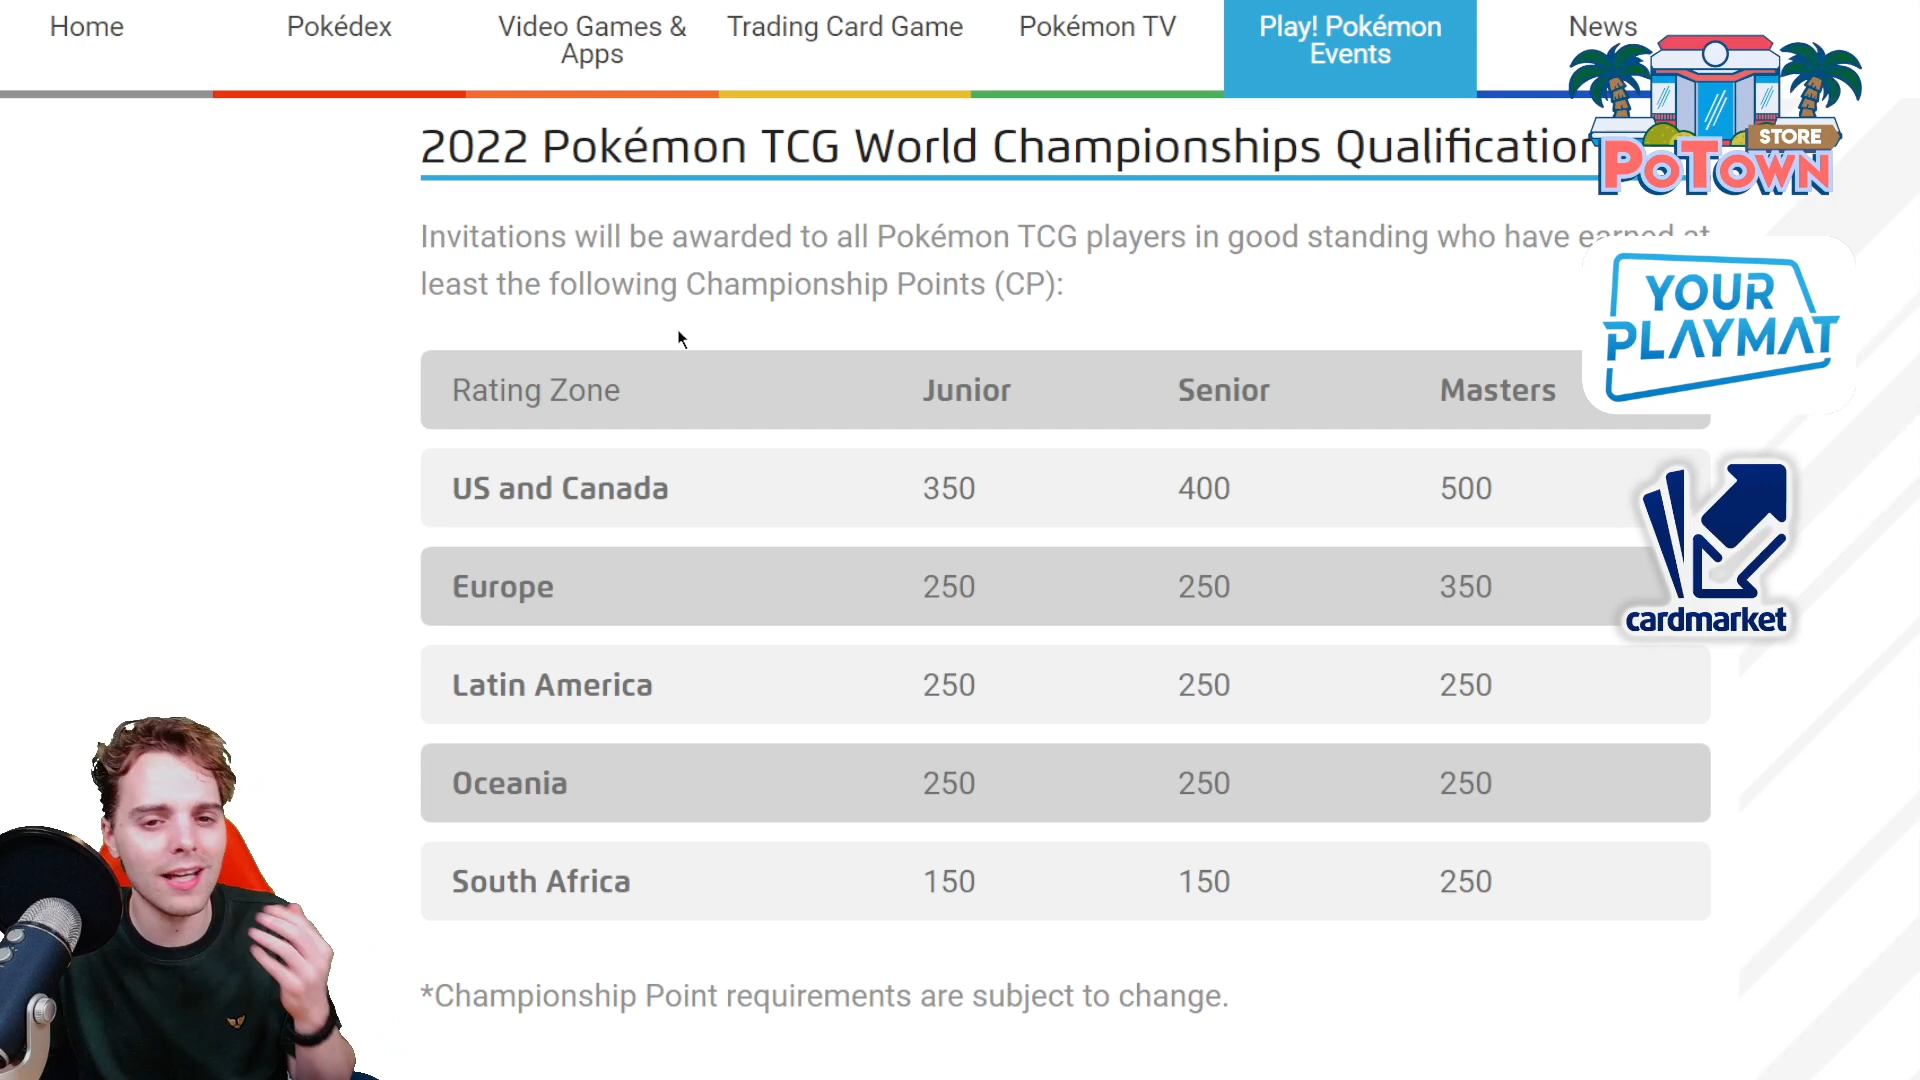 Home
Pokédex
Video Games &
Apps
Trading Card Game
Pokémon TV
Play! Pokémon
Events
News
2022 Pokémon TCG World Championships Qualification
STORE
POTOWN
Invitations will be awarded to all Pokémon TCG players in good standing who have earned at
least the following Championship Points (CP):
YOUR
PLAYMAT
Rating Zone Junior Senior Masters
US and Canada 350 400 500
Europe 250 250 350
cardmarket
Latin America 250 250 250
Oceania 250 250 250
South Africa 150 150 250
*Championship Point requirements are subject to change.